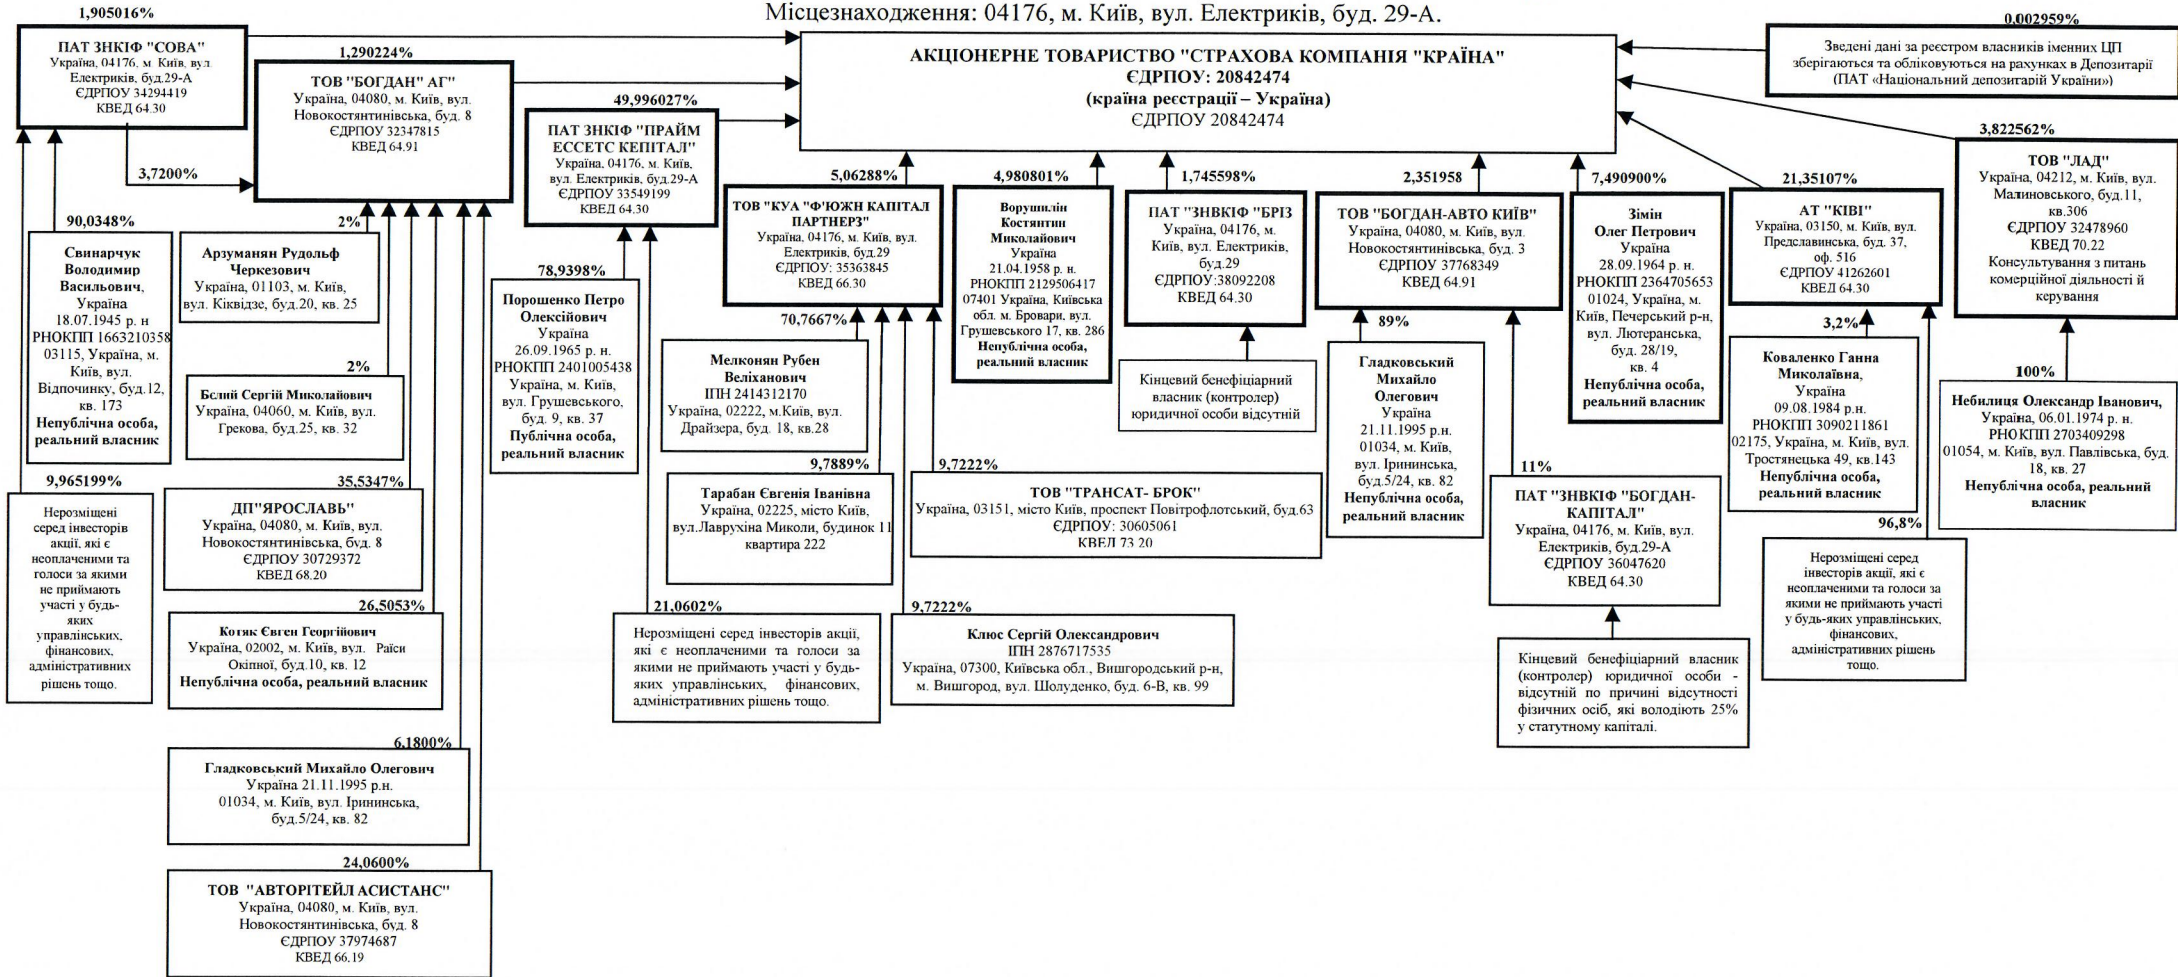 Місцезнаходження: 04176, м. Київ, вул. Електриків, буд. 29-А.
АКЦІОНЕРНЕ ТОВАРИСТВО "СТРАХОВА КОМПАНІЯ "КРАЇНА"
ЄДРПОУ: 20842474
(країна реєстрації – Україна)
ЄДРПОУ 20842474
1,905016%
ПАТ ЗНКІФ "СОВА"
Україна, 04176, м Київ, вул.
Електриків, буд.29-А
ЄДРПОУ 34294419
КВЕД 64.30
1,290224%
ТОВ "БОГДАН" АГ"
Україна, 04080, м. Київ, вул.
Новокостянтинівська, буд. 8
ЄДРПОУ 32347815
КВЕД 64.91
3,7200%
49,996027%
ПАТ ЗНКІФ "ПРАЙМ
ЕССЕТС КЕПІТАЛ"
Україна, 04176, м. Київ,
вул. Електриків, буд.29-А
ЄДРПОУ 33549199
КВЕД 64.30
5,06288%
ТОВ "КУА "Ф'ЮЖН КАПІТАЛ
ПАРТНЕРЗ"
Україна, 04176, м. Київ, вул.
Електриків, буд.29
ЄДРПОУ: 35363845
КВЕД 66.30
4,980801%
Ворушилін
Костянтин
Миколайович
Україна
21.04.1958 р. н.
РНОКПП 2129506417
07401 Україна, Київська
обл. м. Бровари, вул.
Грушевського 17, кв. 286
Непублічна особа,
реальний власник
1,745598%
ПАТ "ЗНВКІФ "БРІЗ
Україна, 04176, м.
Київ, вул. Електриків,
буд.29
ЄДРПОУ:38092208
КВЕД 64.30
2,351958
ТОВ "БОГДАН-АВТО КИЇВ"
Україна, 04080, м. Київ, вул.
Новокостянтинівська, буд. 3
ЄДРПОУ 37768349
КВЕД 64.91
7,490900%
Зімін
Олег Петрович
Україна
28.09.1964 р. н.
РНОКПП 2364705653
01024, Україна, м.
Київ, Печерський р-н,
вул. Лютеранська,
буд. 28/19,
кв. 4
Непублічна особа,
реальний власник
21,35107%
АТ "КІВІ"
Україна, 03150, м. Київ, вул.
Предславинська, буд. 37,
оф. 516
ЄДРПОУ 41262601
КВЕД 64.30
0,002959%
Зведені дані за реєстром власників іменних ЦП
зберігаються та обліковуються на рахунках в Депозитарії
(ПАТ «Національний депозитарій України»)
3,822562%
ТОВ "ЛАД"
Україна, 04212, м. Київ, вул.
Малиновського, буд.11,
кв.306
ЄДРПОУ 32478960
КВЕД 70.22
Консультування з питань
комерційної діяльності й
керування
90,0348%
Свинарчук
Володимир
Васильович,
Україна
18.07.1945 р. н
РНОКПП 1663210358
03115, Україна, м.
Київ, вул.
Відпочинку, буд.12,
кв. 173
Непублічна особа,
реальний власник
9,965199%
Нерозміщені
серед інвесторів
акції, які є
неоплаченими та
голоси за якими
не приймають
участі у будь-
яких
управлінських,
фінансових,
адміністративних
рішень тощо.
2%
Арзуманян Рудольф
Черкезович
Україна, 01103, м. Київ,
вул. Кіквідзе, буд.20, кв. 25
2%
Бєлий Сергій Миколайович
Україна, 04060, м. Київ, вул.
Грекова, буд.25, кв. 32
35,5347%
ДП"ЯРОСЛАВЬ"
Україна, 04080, м. Київ, вул.
Новокостянтинівська, буд. 8
ЄДРПОУ 30729372
КВЕД 68.20
26,5053%
Котяк Євген Георгійович
Україна, 02002, м. Київ, вул. Раїси
Окіпної, буд.10, кв. 12
Непублічна особа, реальний власник
6,1800%
Гладковський Михайло Олегович
Україна 21.11.1995 р.н.
01034, м. Київ, вул. Ірининська,
буд.5/24, кв. 82
24,0600%
ТОВ "АВТОРІТЕЙЛ АСИСТАНС"
Україна, 04080, м. Київ, вул.
Новокостянтинівська, буд. 8
ЄДРПОУ 37974687
КВЕД 66.19
78,9398%
Порошенко Петро
Олексійович
Україна
26.09.1965 р. н.
РНОКПП 2401005438
Україна, м. Київ,
вул. Грушевського,
буд. 9, кв. 37
Публічна особа,
реальний власник
21,0602%
Нерозміщені серед інвесторів акції,
які є неоплаченими та голоси за
якими не приймають участі у будь-
яких управлінських, фінансових,
адміністративних рішень тощо.
70,7667%
Мелконян Рубен
Веліханович
ІПН 2414312170
Україна, 02222, м.Київ, вул.
Драйзера, буд. 18, кв.28
9,7889%
Тарабан Євгенія Іванівна
Україна, 02225, місто Київ,
вул.Лаврухіна Миколи, будинок 11
квартира 222
9,7222%
ТОВ "ТРАНСАТ- БРОК"
Україна, 03151, місто Київ, проспект Повітрофлотський, буд.63
ЄДРПОУ: 30605061
КВЕД 73.20
9,7222%
Клюс Сергій Олександрович
ІПН 2876717535
Україна, 07300, Київська обл., Вишгородський р-н,
м. Вишгород, вул. Шолуденко, буд. 6-В, кв. 99
Кінцевий бенефіціарний
власник (контролер)
юридичної особи відсутній
89%
Гладковський
Михайло
Олегович
Україна
21.11.1995 р.н.
01034, м. Київ,
вул. Ірининська,
буд.5/24, кв. 82
Непублічна особа,
реальний власник
11%
ПАТ "ЗНВКІФ "БОГДАН-
КАПІТАЛ"
Україна, 04176, м. Київ, вул.
Електриків, буд.29-А
ЄДРПОУ 36047620
КВЕД 64.30
Кінцевий бенефіціарний власник
(контролер) юридичної особи -
відсутній по причині відсутності
фізичних осіб, які володіють 25%
у статутному капіталі.
3,2%
Коваленко Ганна
Миколаївна,
Україна
09.08.1984 р.н.
РНОКПП 3090211861
02175, Україна, м. Київ, вул.
Тростянецька 49, кв.143
Непублічна особа,
реальний власник
96,8%
Нерозміщені серед
інвесторів акції, які є
неоплаченими та голоси за
якими не приймають участі
у будь-яких управлінських,
фінансових,
адміністративних рішень
тощо.
100%
Небилиця Олександр Іванович,
Україна, 06.01.1974 р. н.
РНОКПП 2703409298
01054, м. Київ, вул. Павлівська, буд.
18, кв. 27
Непублічна особа, реальний
власник